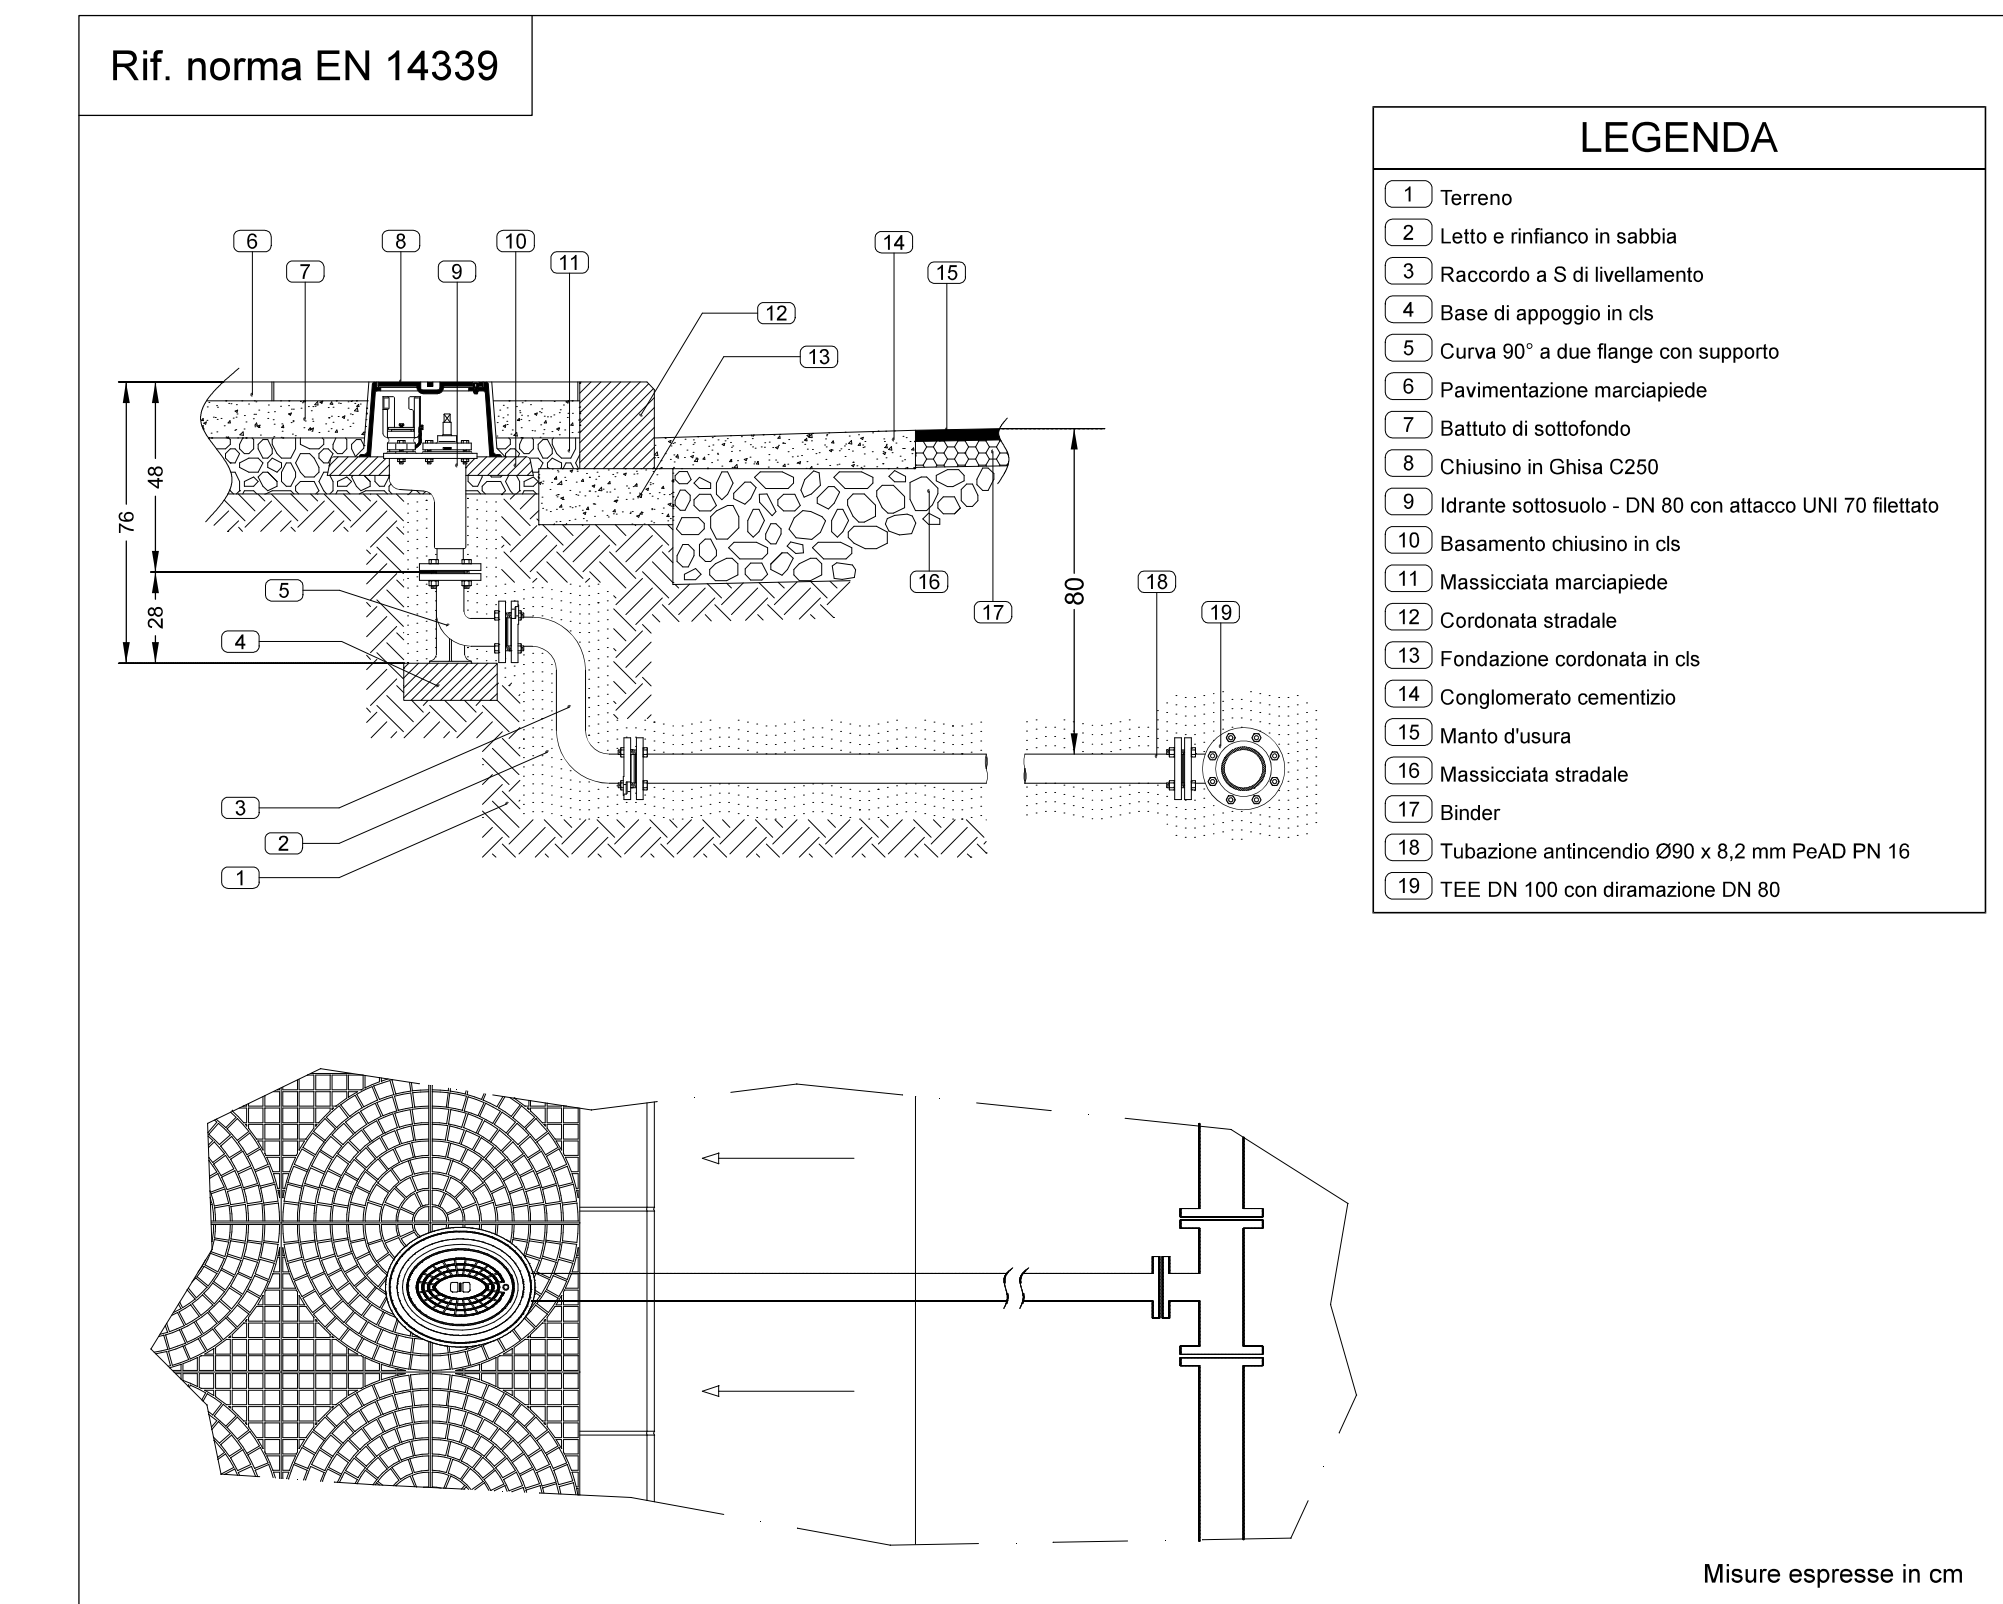 Rif. norma EN 14339
LEGENDA
1 Terreno
2 Letto e rinfianco in sabbia
3 Raccordo a S di livellamento
4 Base di appoggio in cls
5 Curva 90° a due flange con supporto
6 Pavimentazione marciapiede
7 Battuto di sottofondo
8 Chiusino in Ghisa C250
9 Idrante sottosuolo - DN 80 con attacco UNI 70 filettato
10 Basamento chiusino in cls
11 Massicciata marciapiede
12 Cordonata stradale
13 Fondazione cordonata in cls
14 Conglomerato cementizio
15 Manto d'usura
16 Massicciata stradale
17 Binder
18 Tubazione antincendio Ø90 x 8,2 mm PeAD PN 16
19 TEE DN 100 con diramazione DN 80
6
8
10
14
7
9
11
15
12
13
48
76
28
80
5
4
16
17
18
19
3
2
1
Misure espresse in cm